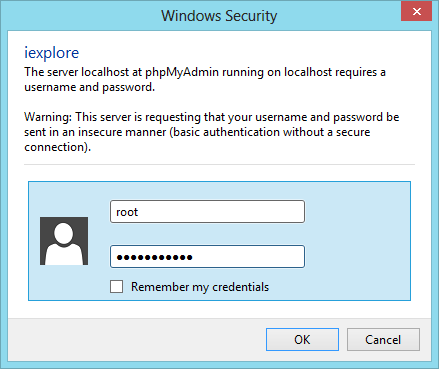 Windows Security
iexplore
The server localhost at phpMyAdmin running on localhost requires a
username and password.
Warning: This server is requesting that your username and password be
sent in an insecure manner (basic authentication without a secure
connection).
root
●●●●●●●●●●●
Remember my credentials
OK Cancel